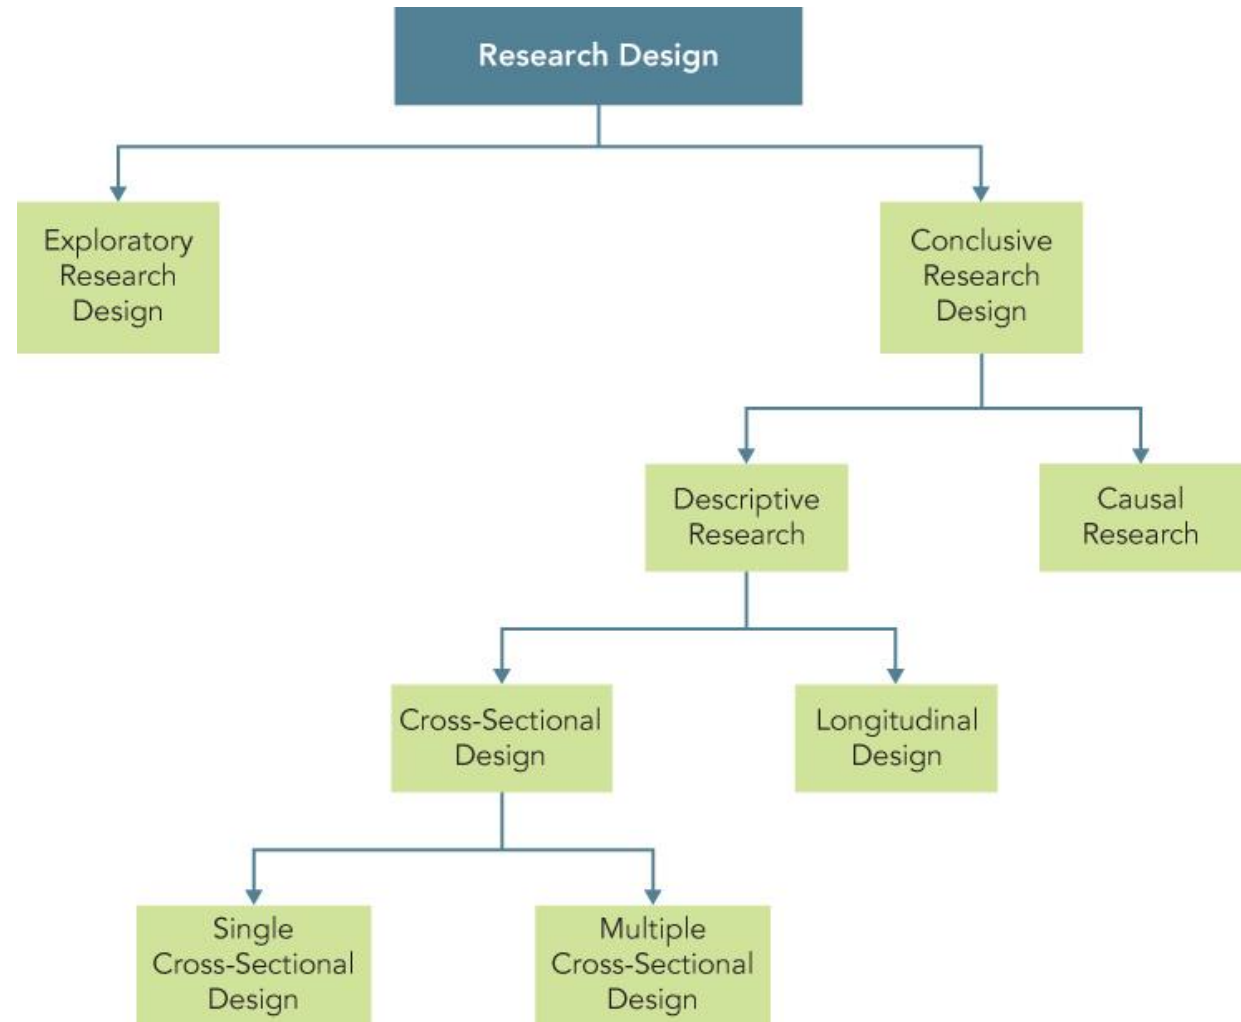 Research Design
Exploratory
Research
Design
Conclusive
Research
Design
Descriptive
Research
Causal
Research
Cross-Sectional
Design
Longitudinal
Design
Single
Cross-Sectional
Design
Multiple
Cross-Sectional
Design